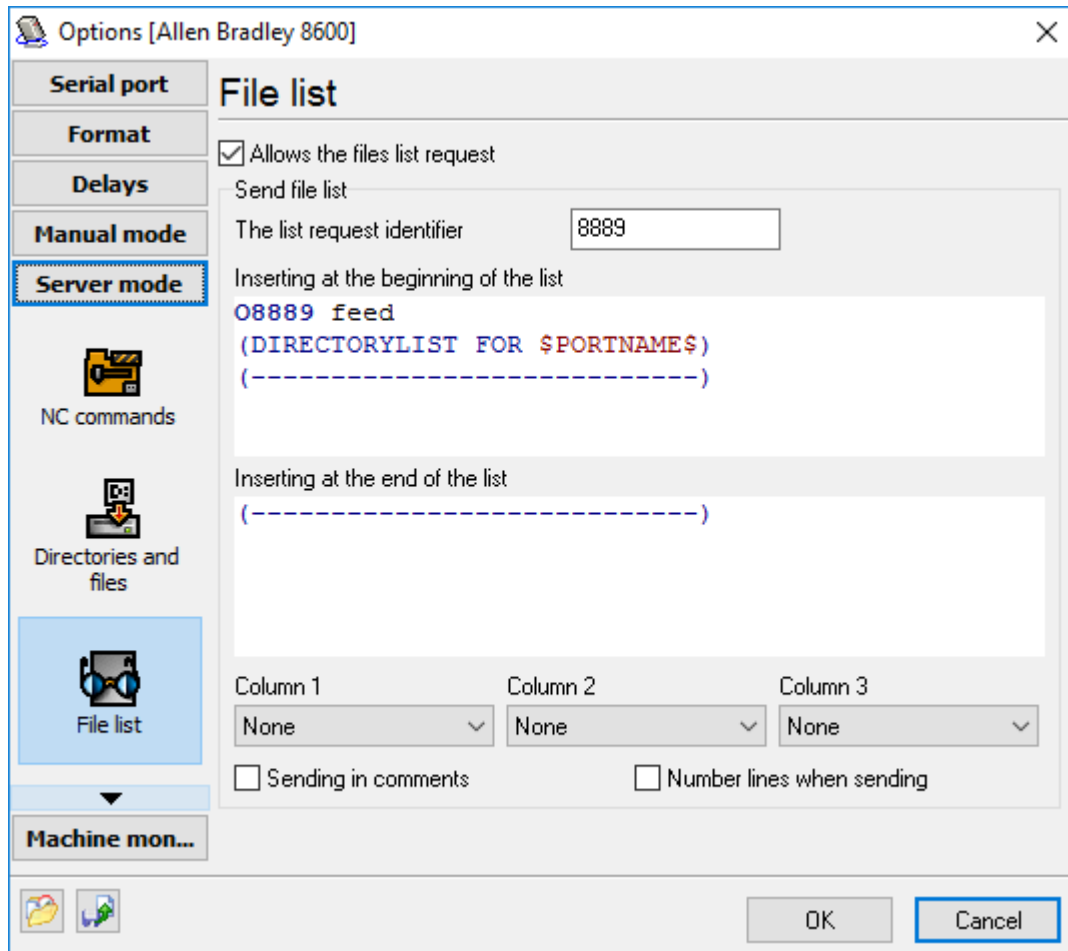 Options [Allen Bradley 8600]
Serial port
Format
Delays
Manual mode
Server mode
NC commands
Directories and
files
File list
Machine mon...
File list
Allows the files list request
Send file list
The list request identifier
8889
Inserting at the beginning of the list
O8889 feed
(DIRECTORYLIST FOR $PORTNAME$)
(---------------------------)
Inserting at the end of the list
(---------------------------)
Column 1
Column 2
Column 3
None
None
None
Sending in comments
Number lines when sending
OK
Cancel